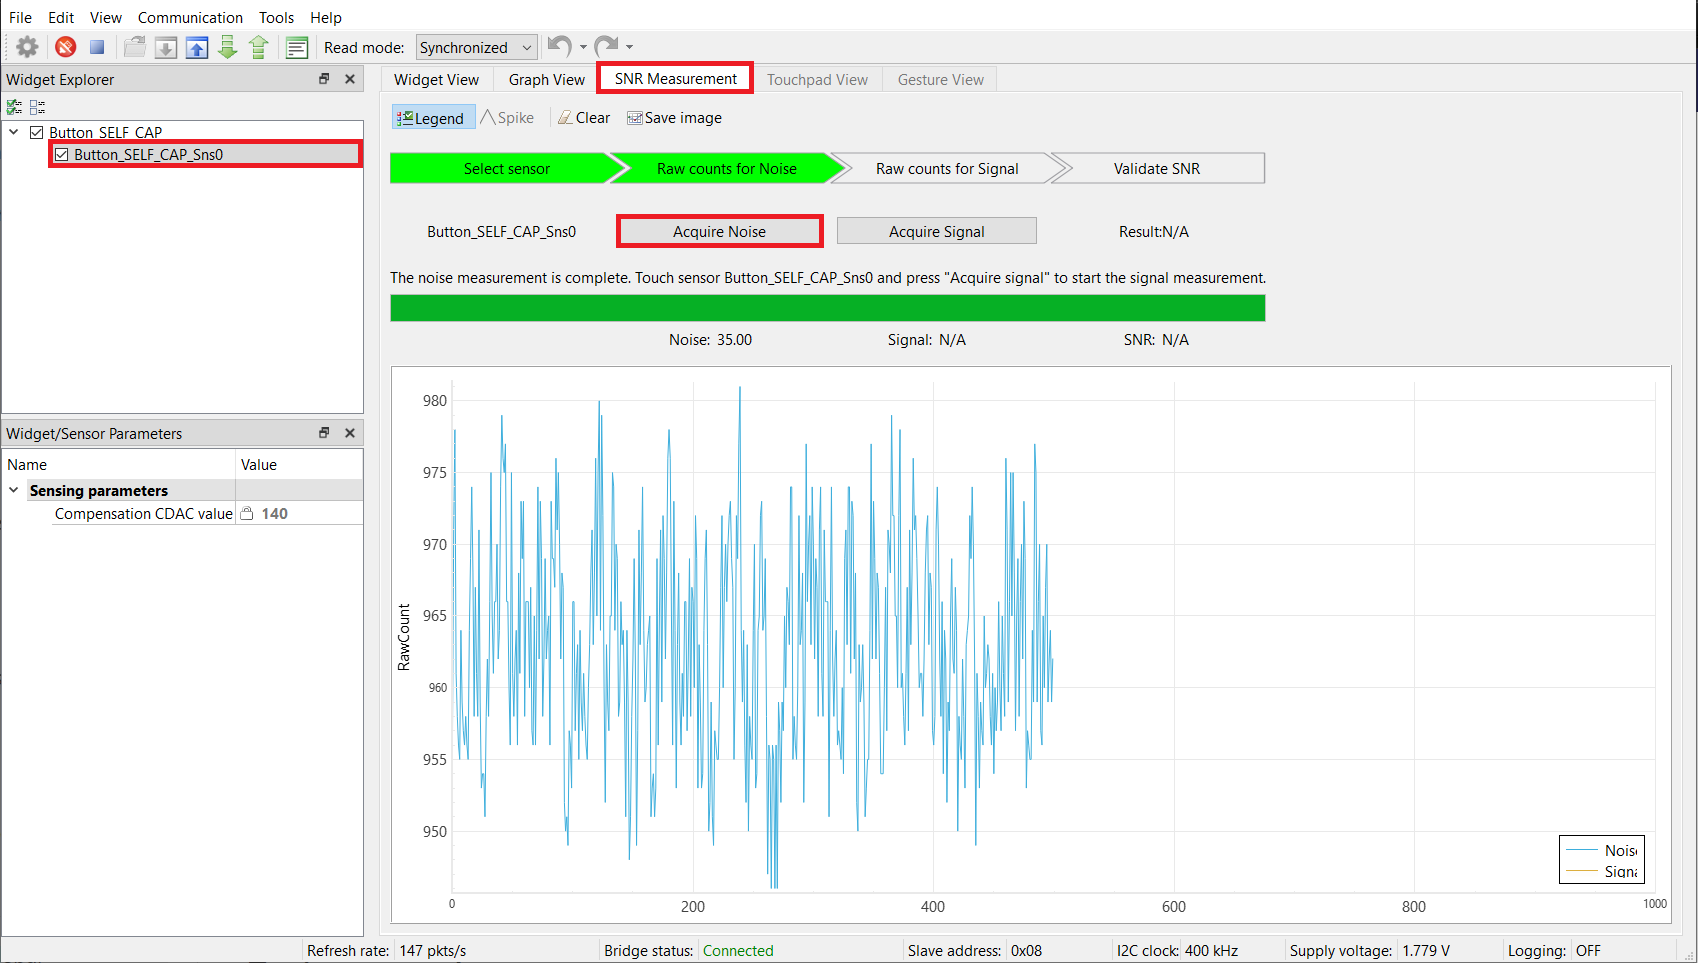 File Edit View Communication Tools Help
Read mode: Synchronized
Widget Explorer
Button_SELF_CAP
Button_SELF_CAP_Sns0
Widget/Sensor Parameters
Name Value
Sensing parameters
Compensation CDAC value 140
Widget View Graph View SNR Measurement Touchpad View Gesture View
Legend Spike Clear Save image
Select sensor Raw counts for Noise Raw counts for Signal Validate SNR
Button_SELF_CAP_Sns0 Acquire Noise Acquire Signal Result:N/A
The noise measurement is complete. Touch sensor Button_SELF_CAP_Sns0 and press "Acquire signal" to start the signal measurement.
Noise: 35.00 Signal: N/A SNR: N/A
980
975
970
965
960
955
950
RawCount
0 200 400 600 800 1000
Refresh rate: 147 pkts/s Bridge status: Connected Slave address: 0x08 I2C clock: 400 kHz Supply voltage: 1.779 V Logging: OFF